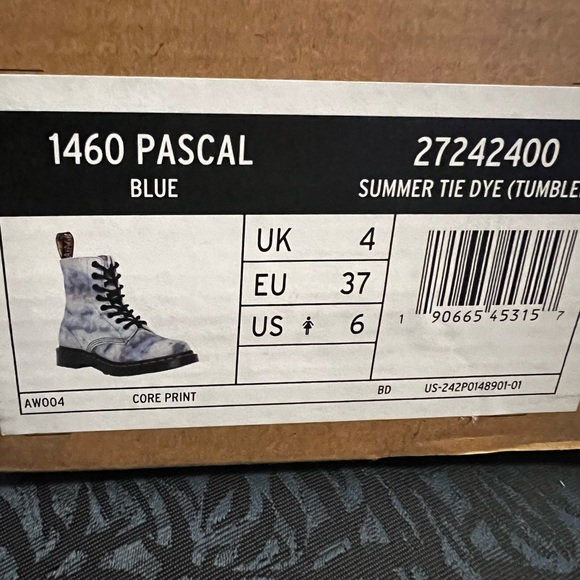 1460 PASCAL
BLUE
27242400
SUMMER TIE DYE (TUMBLE
UK 4
EU 37
US 6
1 90665 45315 7
AW004
CORE PRINT
BD
US-242P0148901-01